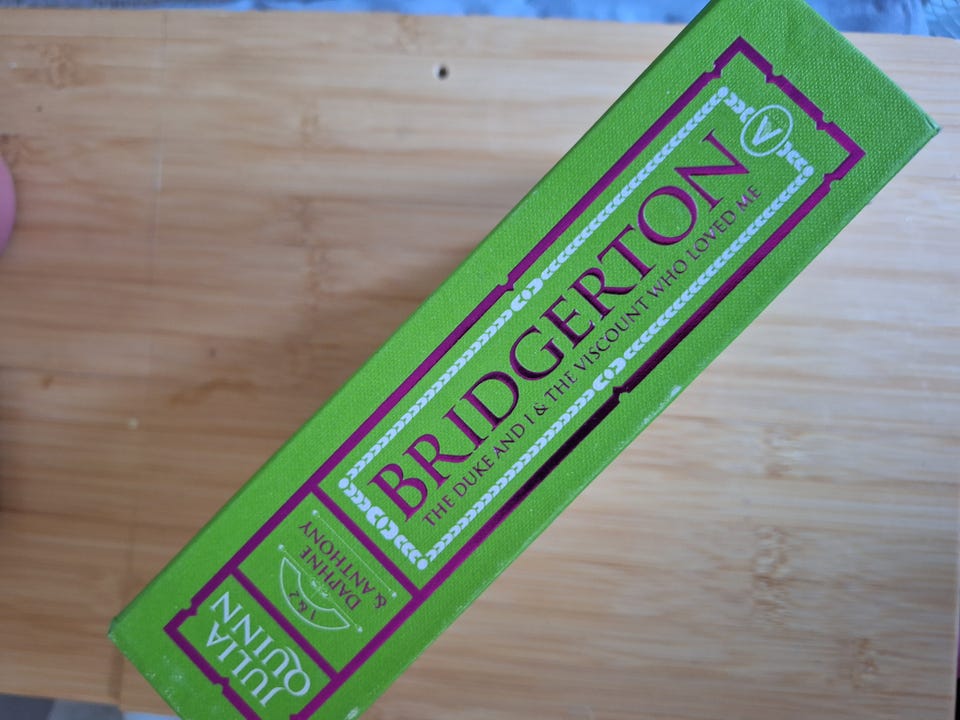 JULIA
QUINN
1 & 2
DAPHNE
& ANTHONY
BRIDGERTON
THE DUKE AND I & THE VISCOUNT WHO LOVED ME
V